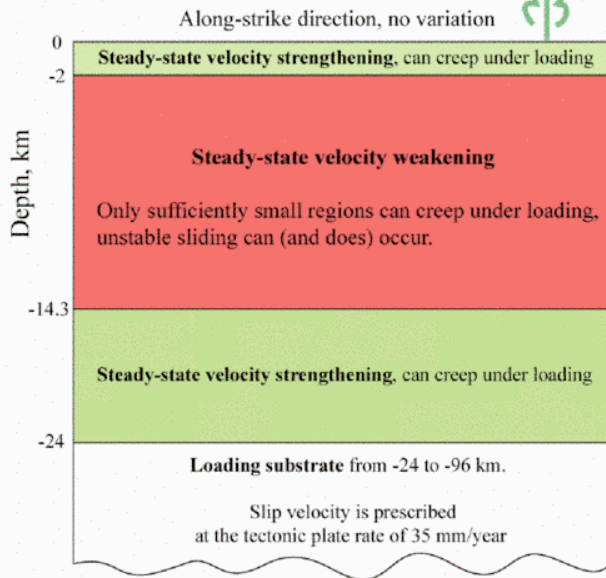 Along-strike direction, no variation
0
Steady-state velocity strengthening, can creep under loading
-2
Depth, km
Steady-state velocity weakening
Only sufficiently small regions can creep under loading,
unstable sliding can (and does) occur.
-14.3
Steady-state velocity strengthening, can creep under loading
-24
Loading substrate from -24 to -96 km.
Slip velocity is prescribed
at the tectonic plate rate of 35 mm/year